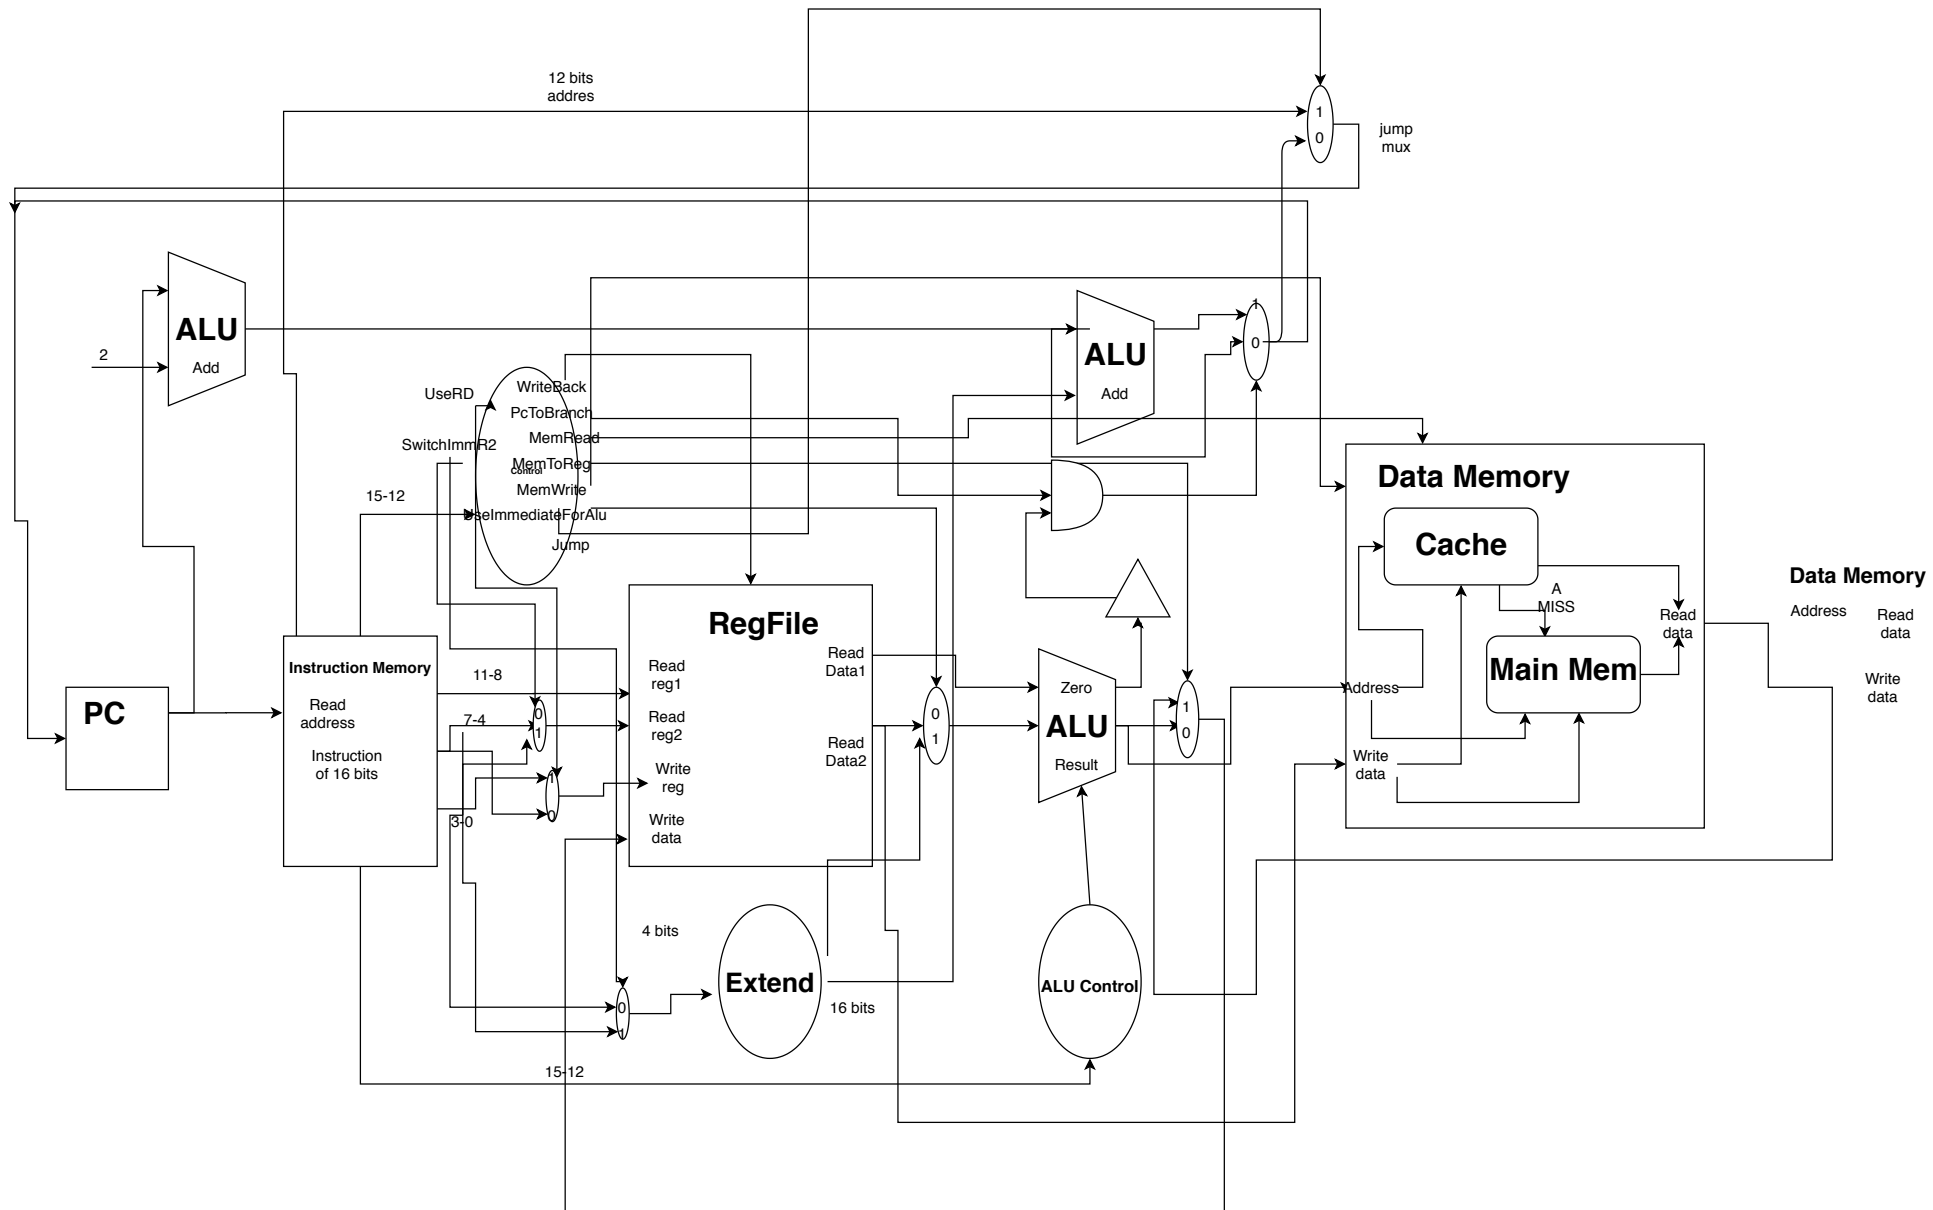 12 bits
addres
1
0
jump
mux
ALU
Add
2
1
0
ALU
Add
UseRD
SwitchImmR2
15-12
WriteBack
PcToBranch
MemRead
MemToReg
Control
MemWrite
UseImmediateForAlu
Jump
Data Memory
Cache
A
MISS
Main Mem
Read
data
Address
Write
data
Data Memory
Address
Read
data
Write
data
RegFile
Read
reg1
Read
reg2
Write
reg
Write
data
Read
Data1
Read
Data2
Instruction Memory
Read
address
Instruction
of 16 bits
PC
11-8
7-4
3-0
0
1
1
0
0
1
Zero
ALU
Result
1
0
4 bits
Extend
16 bits
0
1
ALU Control
15-12